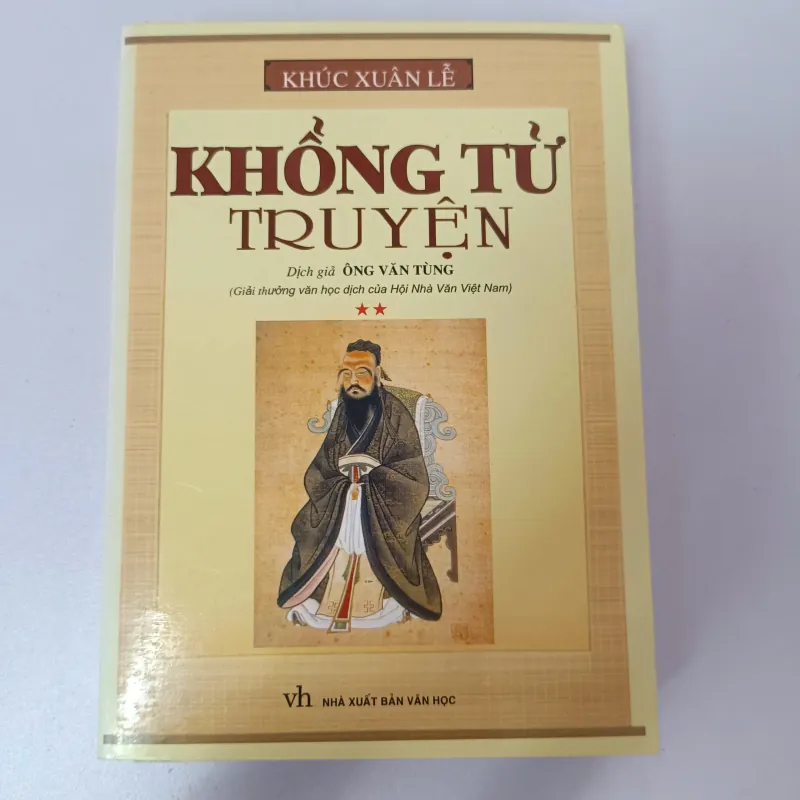 KHÚC XUÂN LỄ
KHỔNG TỬ
TRUYỆN
Dịch giả ÔNG VĂN TÙNG
(Giải thưởng văn học dịch của Hội Nhà Văn Việt Nam)
vh NHÀ XUẤT BẢN VĂN HỌC